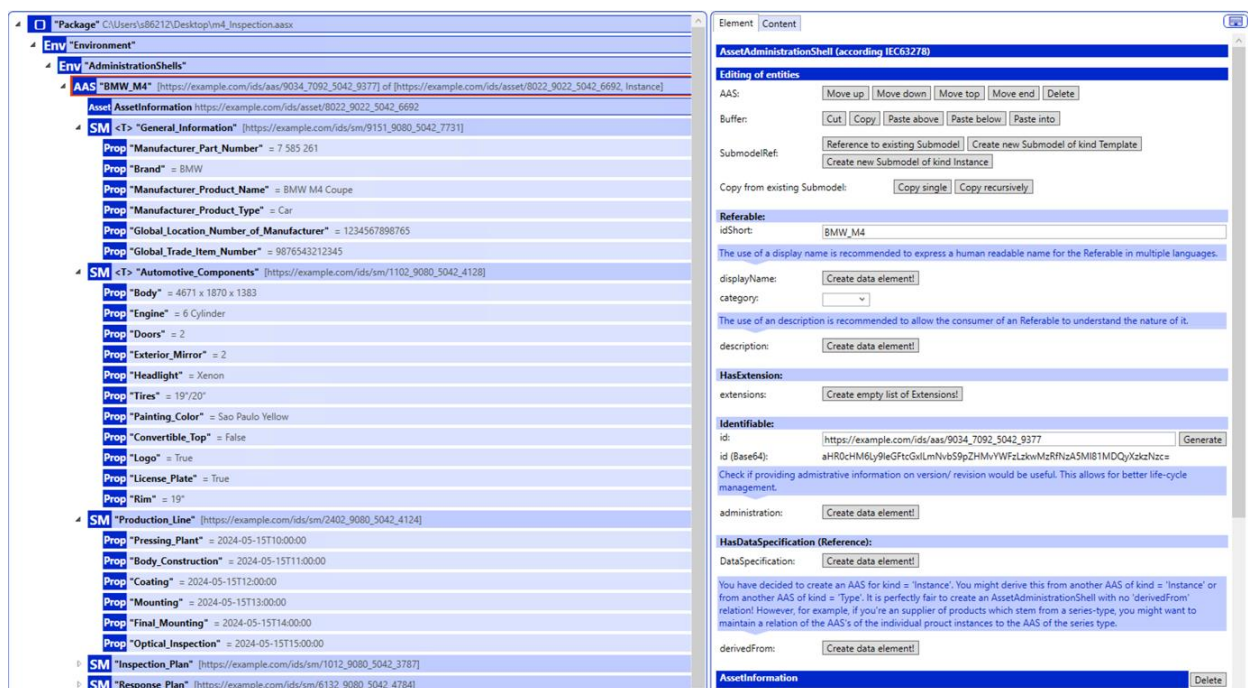 "Package" C:\Users\s86212\Desktop\m4_Inspection.aasx
Env "Environment"
Env "AdministrationShells"
AAS "BMW_M4" [https://example.com/ids/aas/9034_7092_5042_9377] of [https://example.com/ids/asset/8022_9022_5042_6692, Instance]
Asset AssetInformation https://example.com/ids/asset/8022_9022_5042_6692
SM <T> "General_Information" [https://example.com/ids/sm/9151_9080_5042_7731]
Prop "Manufacturer_Part_Number" = 7 585 261
Prop "Brand" = BMW
Prop "Manufacturer_Product_Name" = BMW M4 Coupe
Prop "Manufacturer_Product_Type" = Car
Prop "Global_Location_Number_of_Manufacturer" = 1234567898765
Prop "Global_Trade_Item_Number" = 9876543212345
SM <T> "Automotive_Components" [https://example.com/ids/sm/1102_9080_5042_4128]
Prop "Body" = 4671 x 1870 x 1383
Prop "Engine" = 6 Cylinder
Prop "Doors" = 2
Prop "Exterior_Mirror" = 2
Prop "Headlight" = Xenon
Prop "Tires" = 19"/20"
Prop "Painting_Color" = Sao Paulo Yellow
Prop "Convertible_Top" = False
Prop "Logo" = True
Prop "License_Plate" = True
Prop "Rim" = 19"
SM "Production_Line" [https://example.com/ids/sm/2402_9080_5042_4124]
Prop "Pressing_Plant" = 2024-05-15T10:00:00
Prop "Body_Construction" = 2024-05-15T11:00:00
Prop "Coating" = 2024-05-15T12:00:00
Prop "Mounting" = 2024-05-15T13:00:00
Prop "Final_Mounting" = 2024-05-15T14:00:00
Prop "Optical_Inspection" = 2024-05-15T15:00:00
SM "Inspection_Plan" [https://example.com/ids/sm/1012_9080_5042_3787]
SM "Response_Plan" [https://example.com/ids/sm/6132_9080_5042_4784]
Element Content
AssetAdministrationShell (according IEC63278)
Editing of entities
AAS: Move up Move down Move top Move end Delete
Buffer: Cut Copy Paste above Paste below Paste into
SubmodelRef: Reference to existing Submodel Create new Submodel of kind Template
Create new Submodel of kind Instance
Copy from existing Submodel: Copy single Copy recursively
Referable:
idShort: BMW_M4
The use of a display name is recommended to express a human readable name for the Referable in multiple languages.
displayName: Create data element!
category:
The use of an description is recommended to allow the consumer of an Referable to understand the nature of it.
description: Create data element!
HasExtension:
extensions: Create empty list of Extensions!
Identifiable:
id: https://example.com/ids/aas/9034_7092_5042_9377 Generate
id (Base64):
Check if providing admistrative information on version/ revision would be useful. This allows for better life-cycle
management.
administration: Create data element!
HasDataSpecification (Reference):
DataSpecification: Create data element!
You have decided to create an AAS for kind = 'Instance'. You might derive this from another AAS of kind = 'Instance' or
from another AAS of kind = 'Type'. It is perfectly fair to create an AssetAdministrationShell with no 'derivedFrom'
relation! However, for example, if you're an supplier of products which stem from a series-type, you might want to
maintain a relation of the AAS's of the individual prouct instances to the AAS of the series type.
derivedFrom: Create data element!
AssetInformation Delete